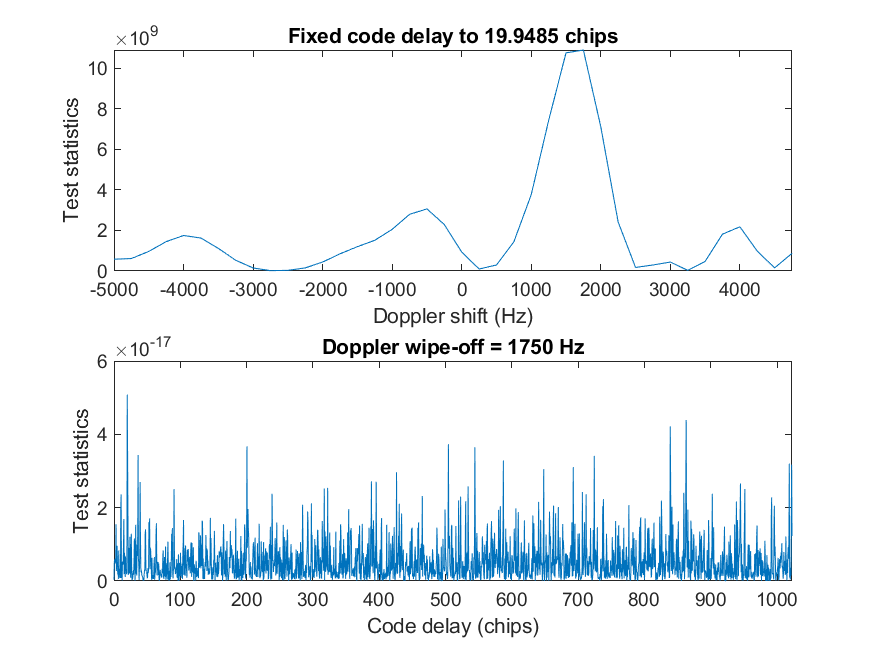 ×10⁹
Fixed code delay to 19.9485 chips
10
8
6
4
2
0
Test statistics
-5000 -4000 -3000 -2000 -1000 0 1000 2000 3000 4000
Doppler shift (Hz)
×10⁻¹⁷
Doppler wipe-off = 1750 Hz
6
4
2
0
Test statistics
0 100 200 300 400 500 600 700 800 900 1000
Code delay (chips)